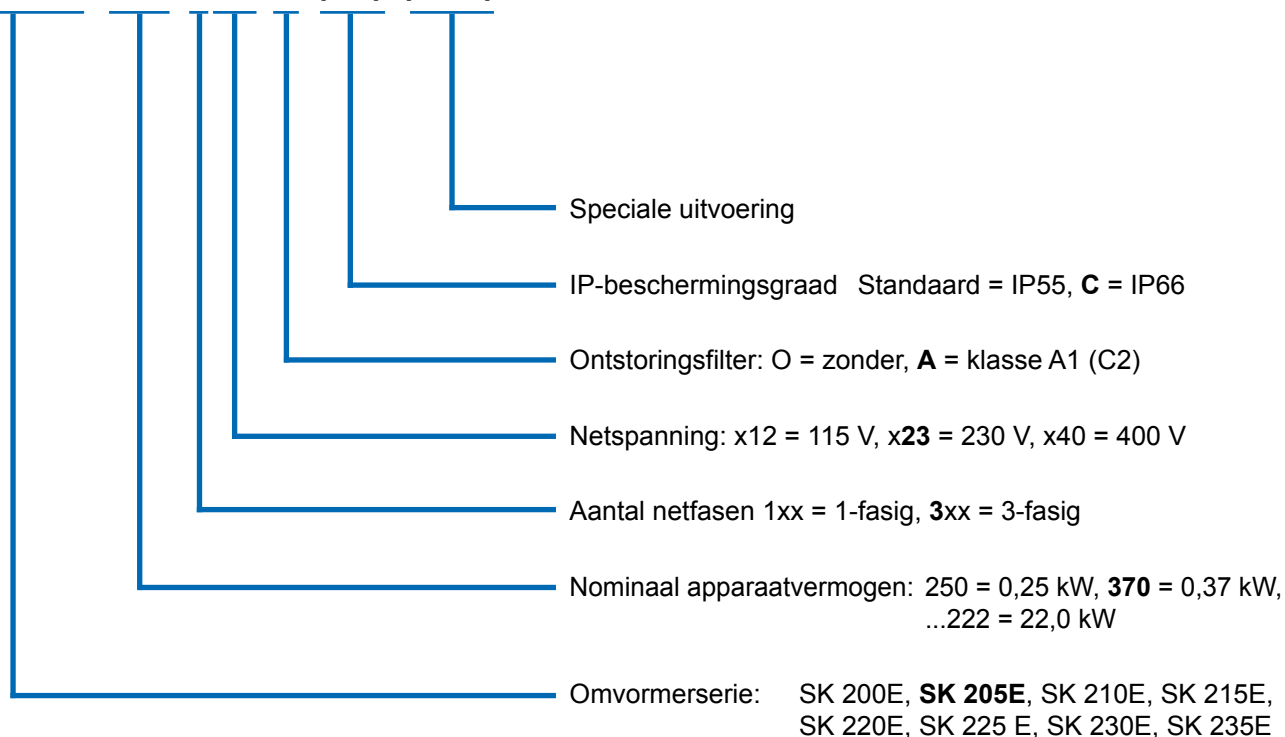 Speciale uitvoering
IP-beschermingsgraad Standaard = IP55, C = IP66
Ontstoringsfilter: O = zonder, A = klasse A1 (C2)
Netspanning: x12 = 115 V, x23 = 230 V, x40 = 400 V
Aantal netfasen 1xx = 1-fasig, 3xx = 3-fasig
Nominaal apparaatvermogen: 250 = 0,25 kW, 370 = 0,37 kW,
...222 = 22,0 kW
Omvormerserie: SK 200E, SK 205E, SK 210E, SK 215E,
SK 220E, SK 225 E, SK 230E, SK 235E